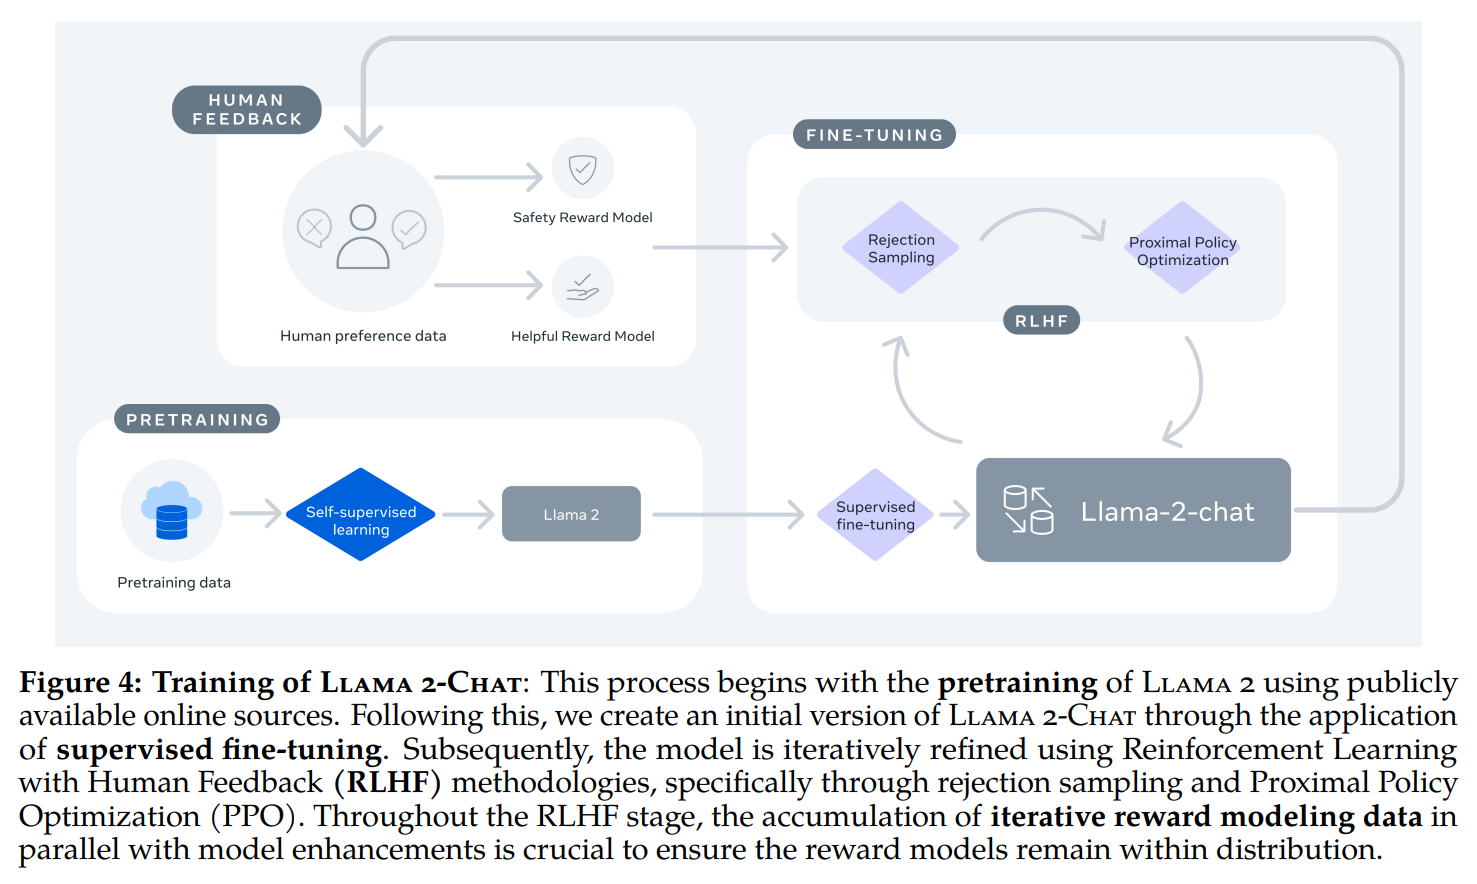 HUMAN
FEEDBACK
Safety Reward Model
Human preference data
Helpful Reward Model
FINE-TUNING
Rejection
Sampling
Proximal Policy
Optimization
RLHF
PRETRAINING
Pretraining data
Self-supervised
learning
Llama 2
Supervised
fine-tuning
Llama-2-chat
Figure 4: Training of Llama 2-Chat: This process begins with the pretraining of Llama 2 using publicly
available online sources. Following this, we create an initial version of Llama 2-Chat through the application
of supervised fine-tuning. Subsequently, the model is iteratively refined using Reinforcement Learning
with Human Feedback (RLHF) methodologies, specifically through rejection sampling and Proximal Policy
Optimization (PPO). Throughout the RLHF stage, the accumulation of iterative reward modeling data in
parallel with model enhancements is crucial to ensure the reward models remain within distribution.